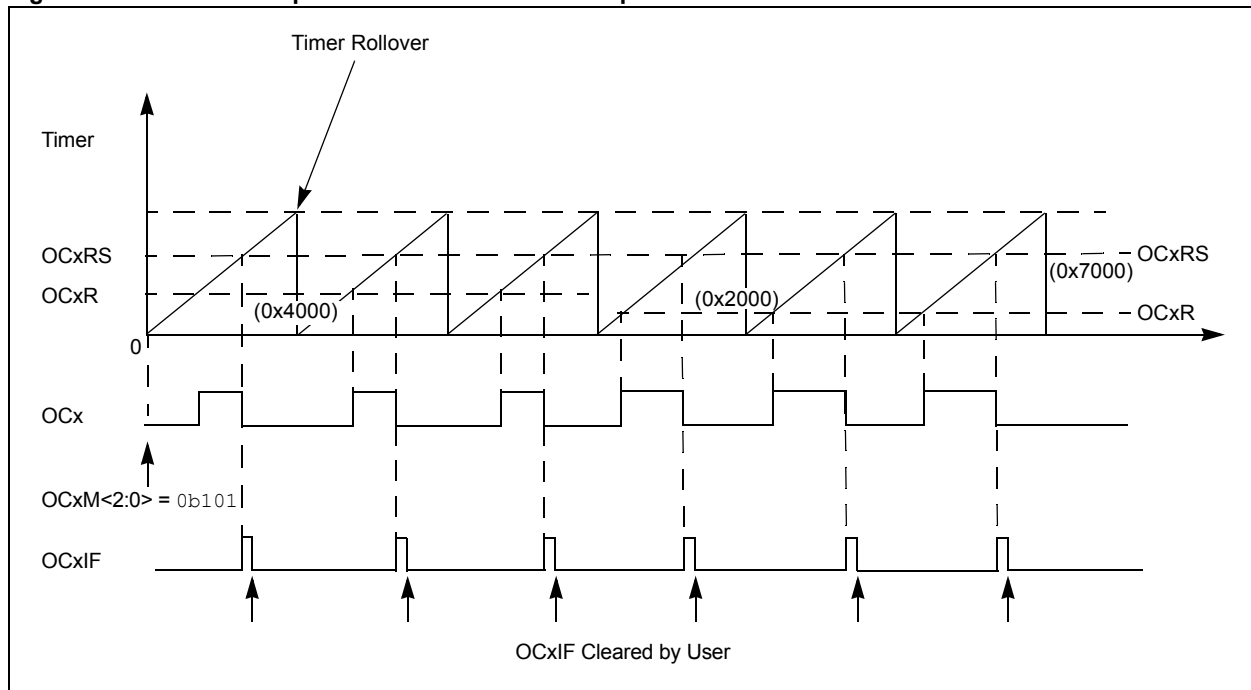 Timer Rollover
Timer
OCxRS
OCxRS
(0x7000)
OCxR
(0x4000)
(0x2000)
OCxR
0
OCx
OCxM<2:0> = 0b101
OCxIF
OCxIF Cleared by User